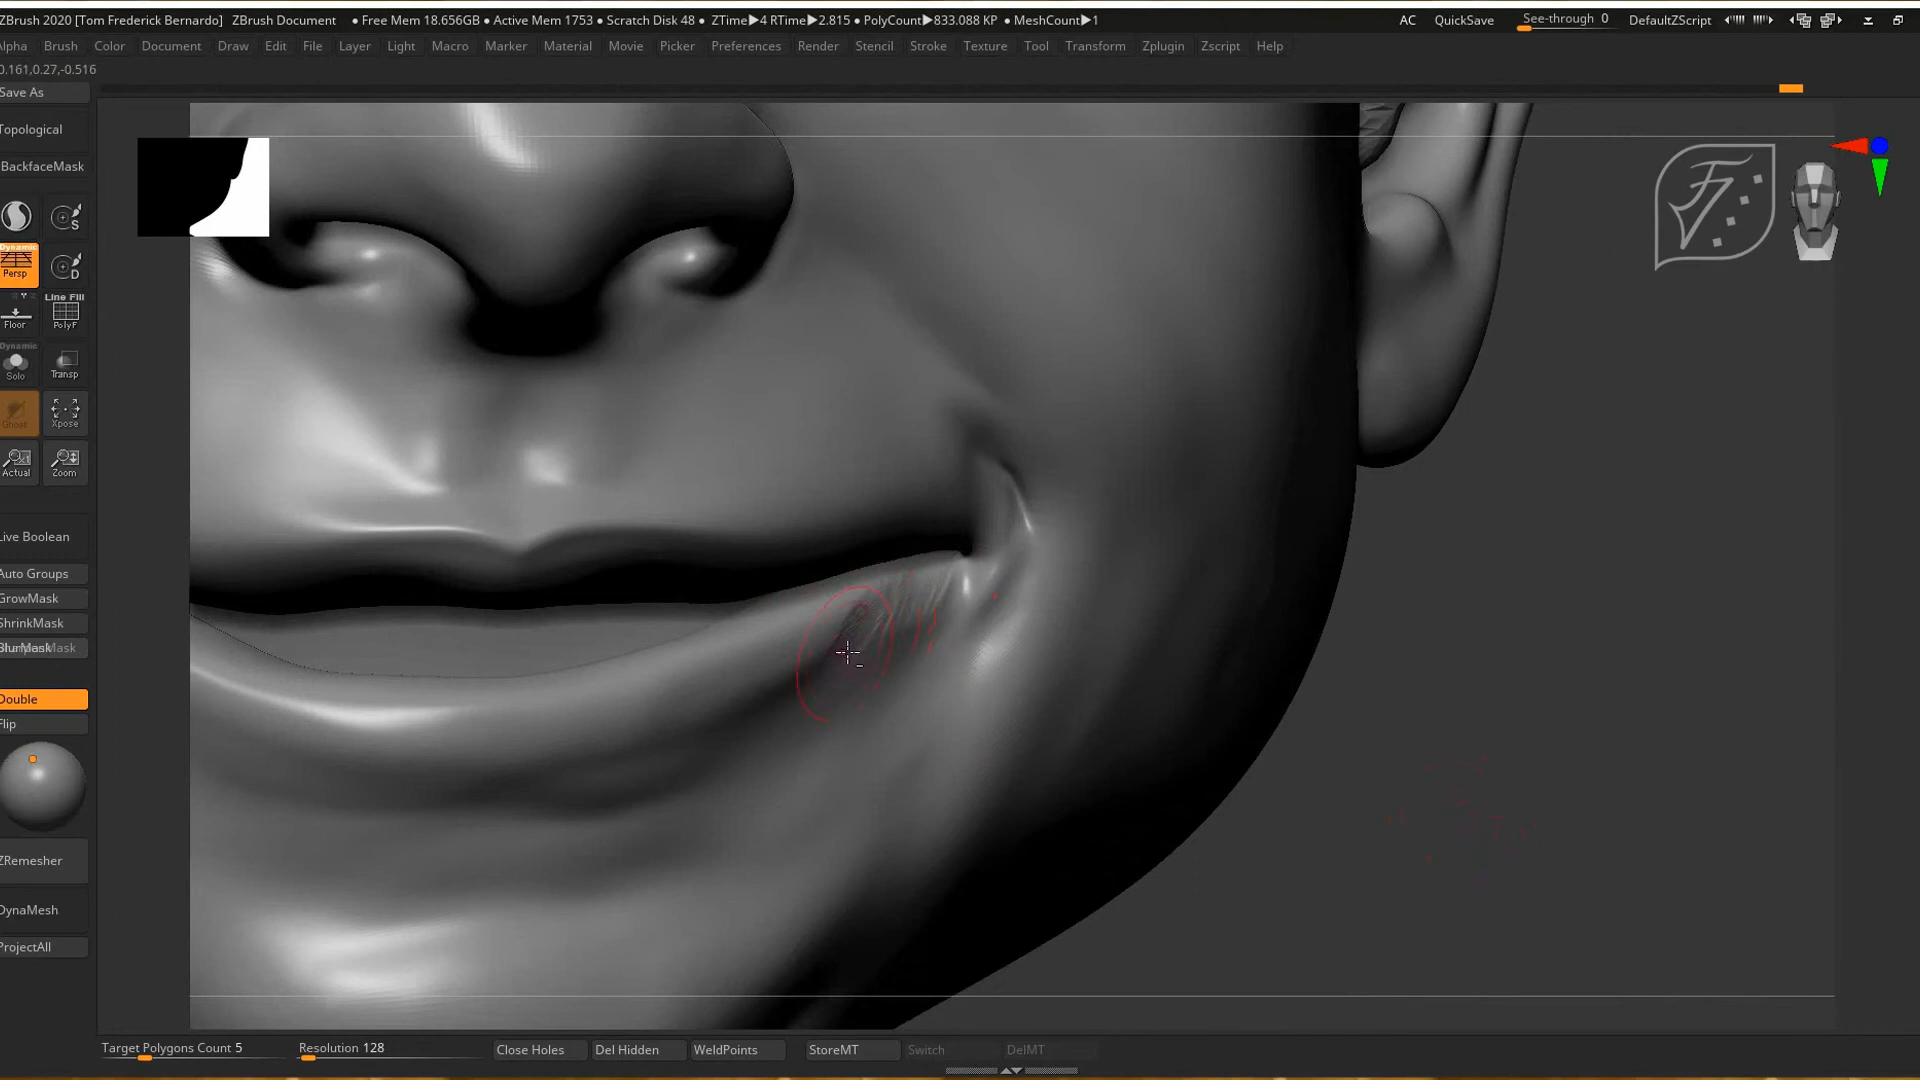 ZBrush 2020 [Tom Frederick Bernardo] ZBrush Document ● Free Mem 18.656GB ● Active Mem 1753 ● Scratch Disk 48 ● ZTime▶4 RTime▶2.815 ● PolyCount▶833.088 KP ● MeshCount▶1 AC QuickSave See-through 0 DefaultZScript
Alpha Brush Color Document Draw Edit File Layer Light Macro Marker Material Movie Picker Preferences Render Stencil Stroke Texture Tool Transform Zplugin Zscript Help
0.161,0.27,-0.516
Save As
Topological
BackfaceMask
S
Dynamic
Persp
D
Line Fill
Floor
PolyF
Dynamic
Solo
Transp
Ghost
Xpose
Actual
Zoom
Live Boolean
Auto Groups
GrowMask
ShrinkMask
BlurMask
Double
Flip
ZRemesher
DynaMesh
ProjectAll
Target Polygons Count 5 Resolution 128 Close Holes Del Hidden WeldPoints StoreMT Switch DelMT